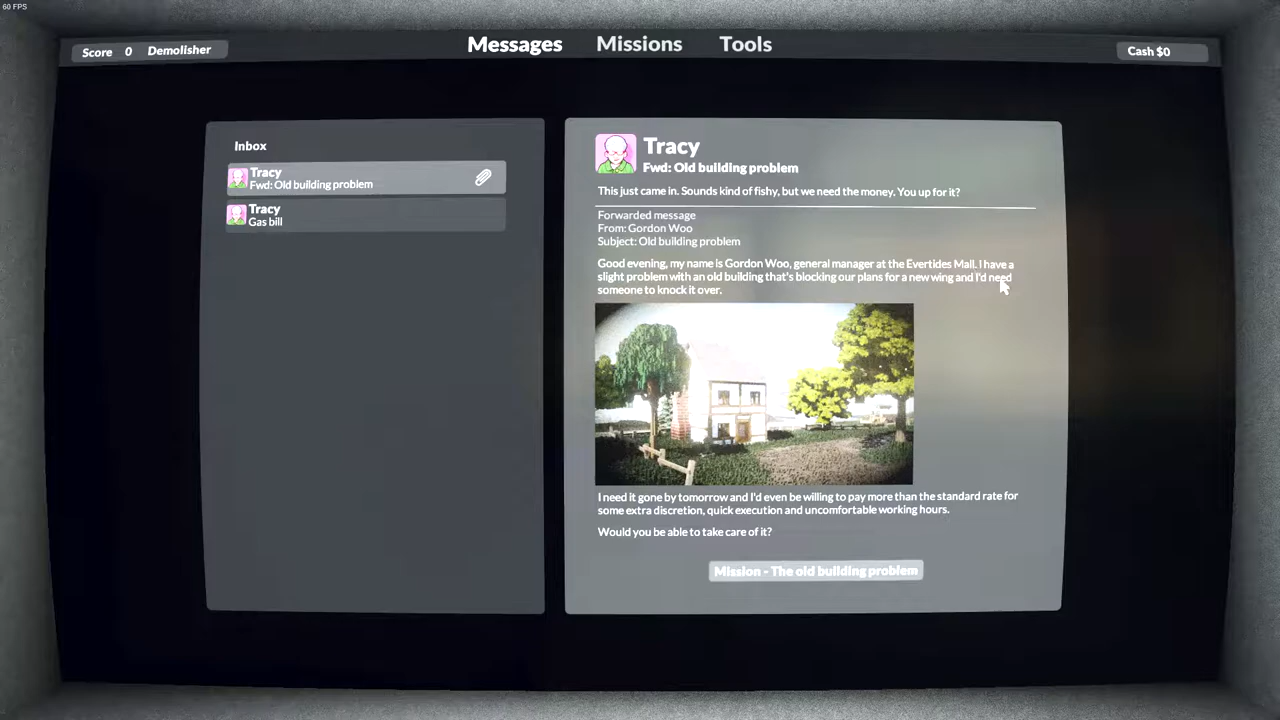 60 FPS
Score 0 Demolisher
Messages Missions Tools
Cash $0
Inbox
Tracy
Fwd: Old building problem
Tracy
Gas bill
Tracy
Fwd: Old building problem
This just came in. Sounds kind of fishy, but we need the money. You up for it?
Forwarded message
From: Gordon Woo
Subject: Old building problem
Good evening, my name is Gordon Woo, general manager at the Evertides Mall. I have a
slight problem with an old building that's blocking our plans for a new wing and I'd need
someone to knock it over.
I need it gone by tomorrow and I'd even be willing to pay more than the standard rate for
some extra discretion, quick execution and uncomfortable working hours.
Would you be able to take care of it?
Mission - The old building problem